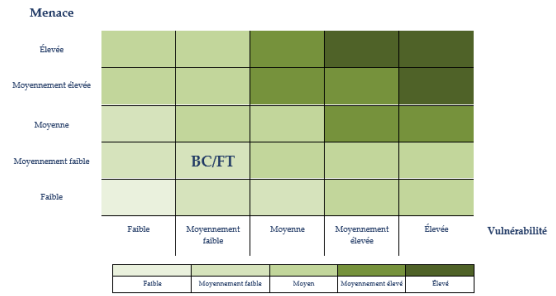 Menace
Élevée
Moyennement élevée
Moyenne
Moyennement faible
BC/FT
Faible
Faible
Moyennement
faible
Moyenne
Moyennement
élevée
Élevée
Vulnérabilité
Faible
Moyennement faible
Moyen
Moyennement élevé
Élevé